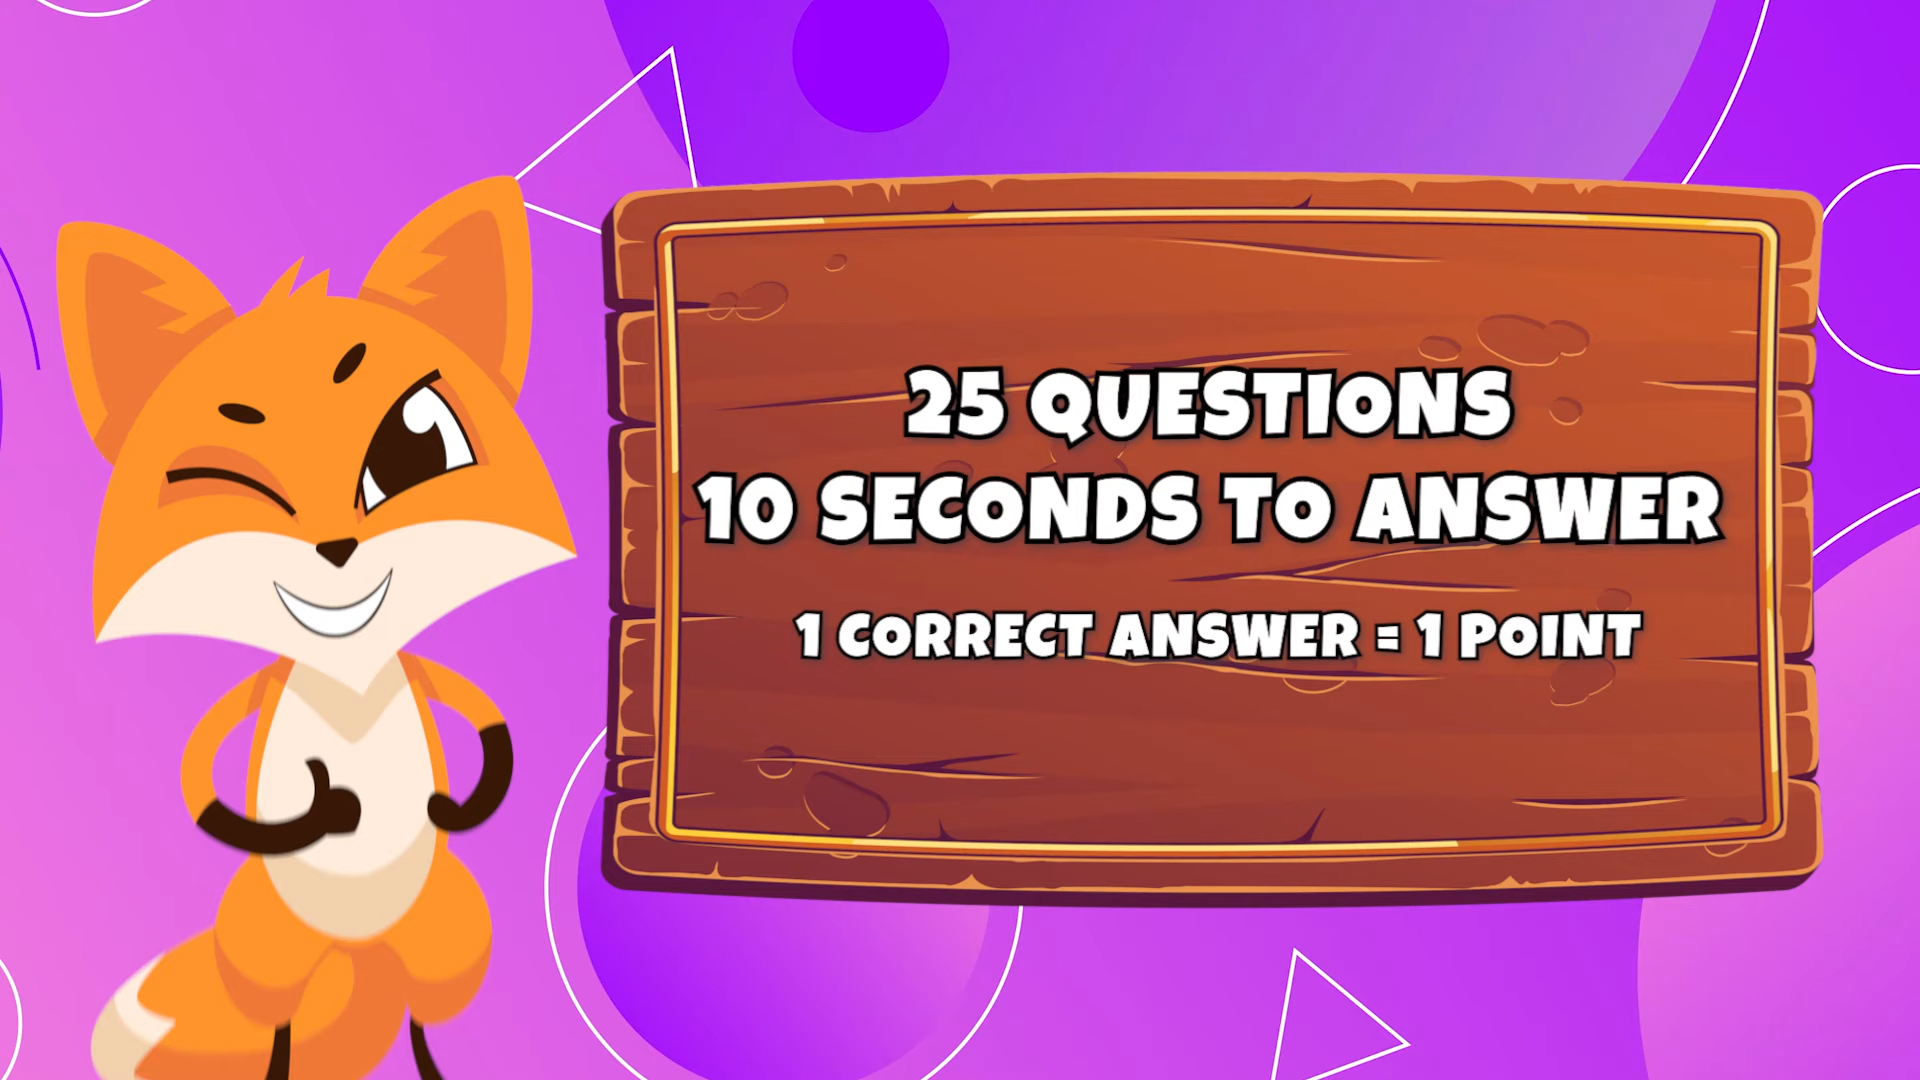 25 QUESTIONS
10 SECONDS TO ANSWER
1 CORRECT ANSWER = 1 POINT